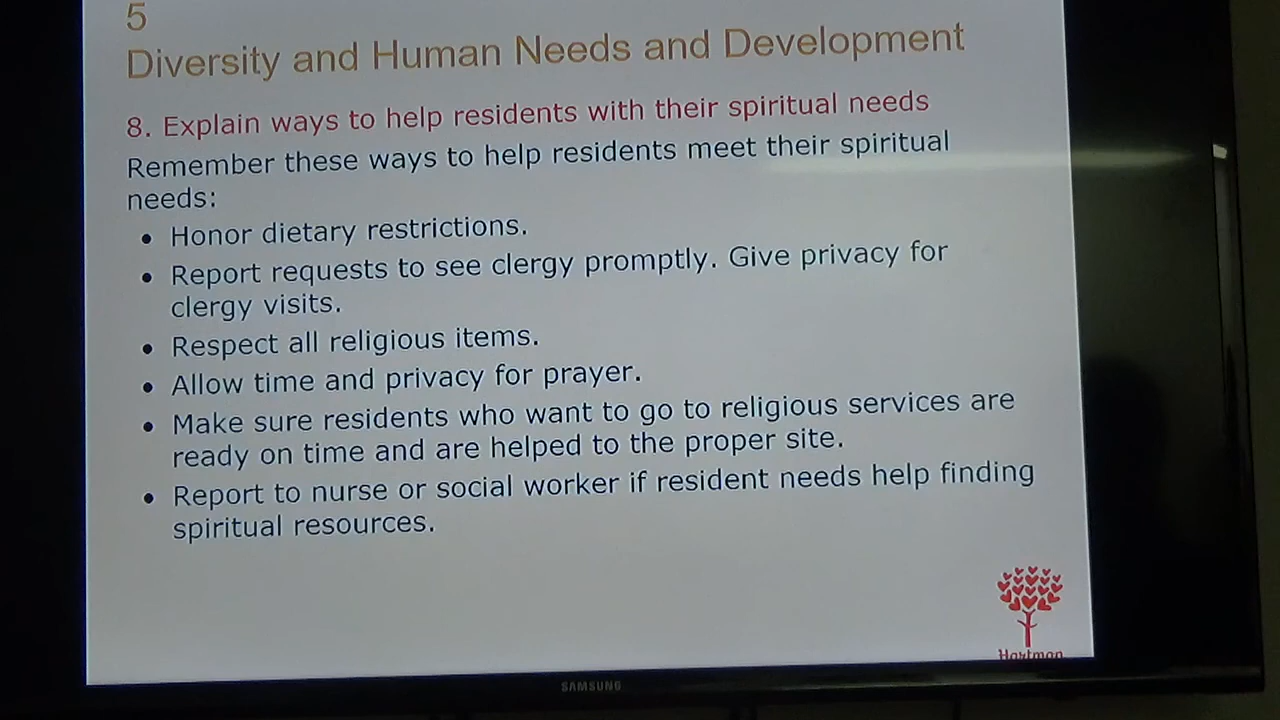 5
Diversity and Human Needs and Development
8. Explain ways to help residents with their spiritual needs
Remember these ways to help residents meet their spiritual
needs:
• Honor dietary restrictions.
• Report requests to see clergy promptly. Give privacy for
clergy visits.
• Respect all religious items.
• Allow time and privacy for prayer.
• Make sure residents who want to go to religious services are
ready on time and are helped to the proper site.
• Report to nurse or social worker if resident needs help finding
spiritual resources.
Hartman
SAMSUNG